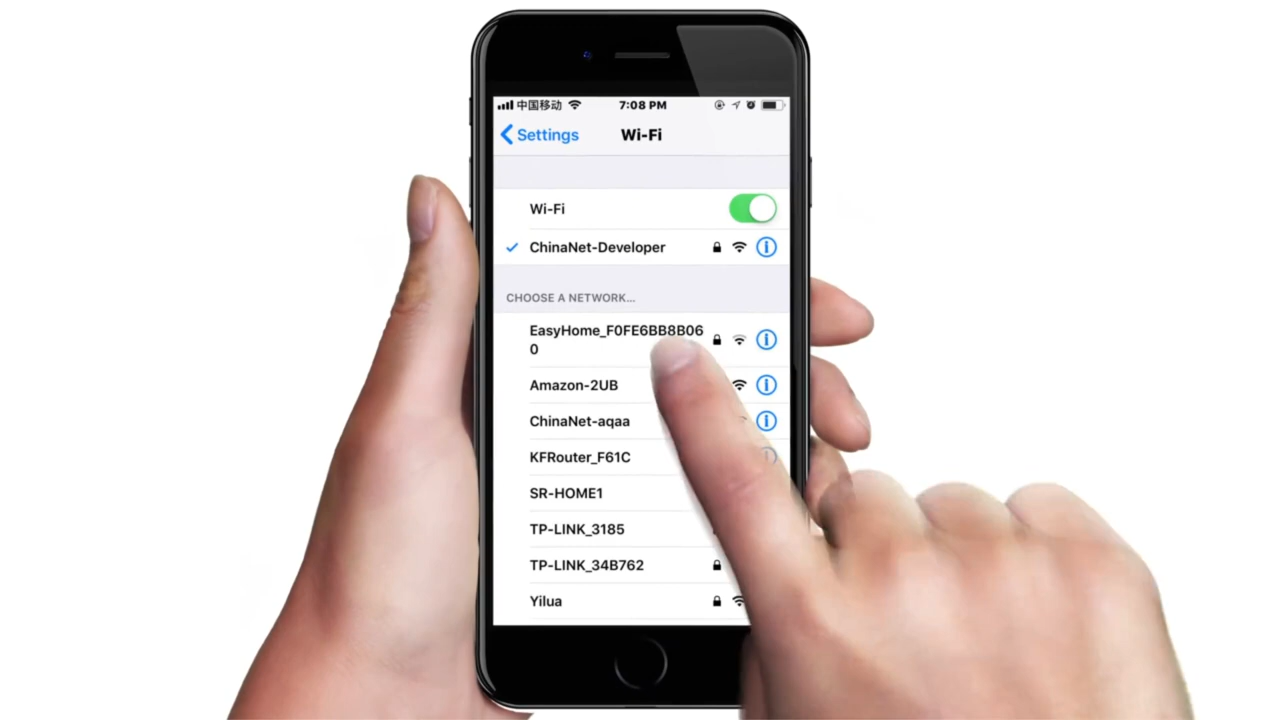 中国移动
7:08 PM
Settings
Wi-Fi
Wi-Fi
ChinaNet-Developer
CHOOSE A NETWORK...
EasyHome_F0FE6BB8B06
0
Amazon-2UB
ChinaNet-aqaa
KFRouter_F61C
SR-HOME1
TP-LINK_3185
TP-LINK_34B762
Yilua